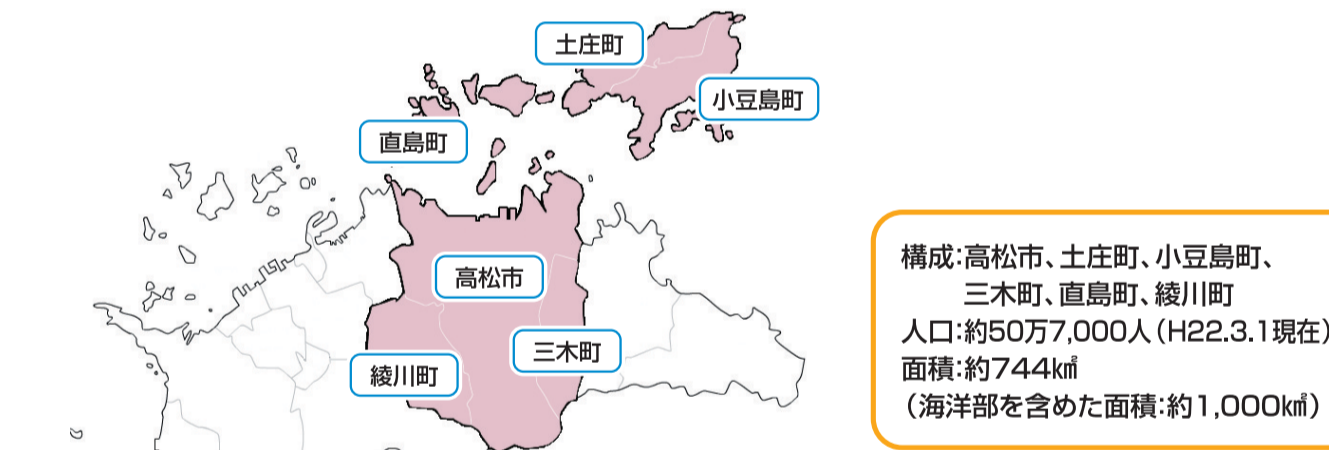 土庄町
小豆島町
直島町
高松市
三木町
綾川町
構成:高松市、土庄町、小豆島町、
三木町、直島町、綾川町
人口:約50万7,000人(H22.3.1現在)
面積:約744㎢
(海洋部を含めた面積:約1,000㎢)